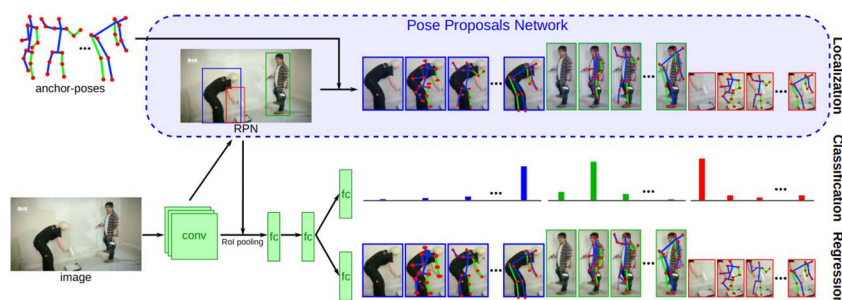 Pose Proposals Network
anchor-poses
...
RPN
...
...
...
Localization
image
conv
RoI pooling
fc
fc
fc
fc
...
...
...
Classification
...
...
...
Regression